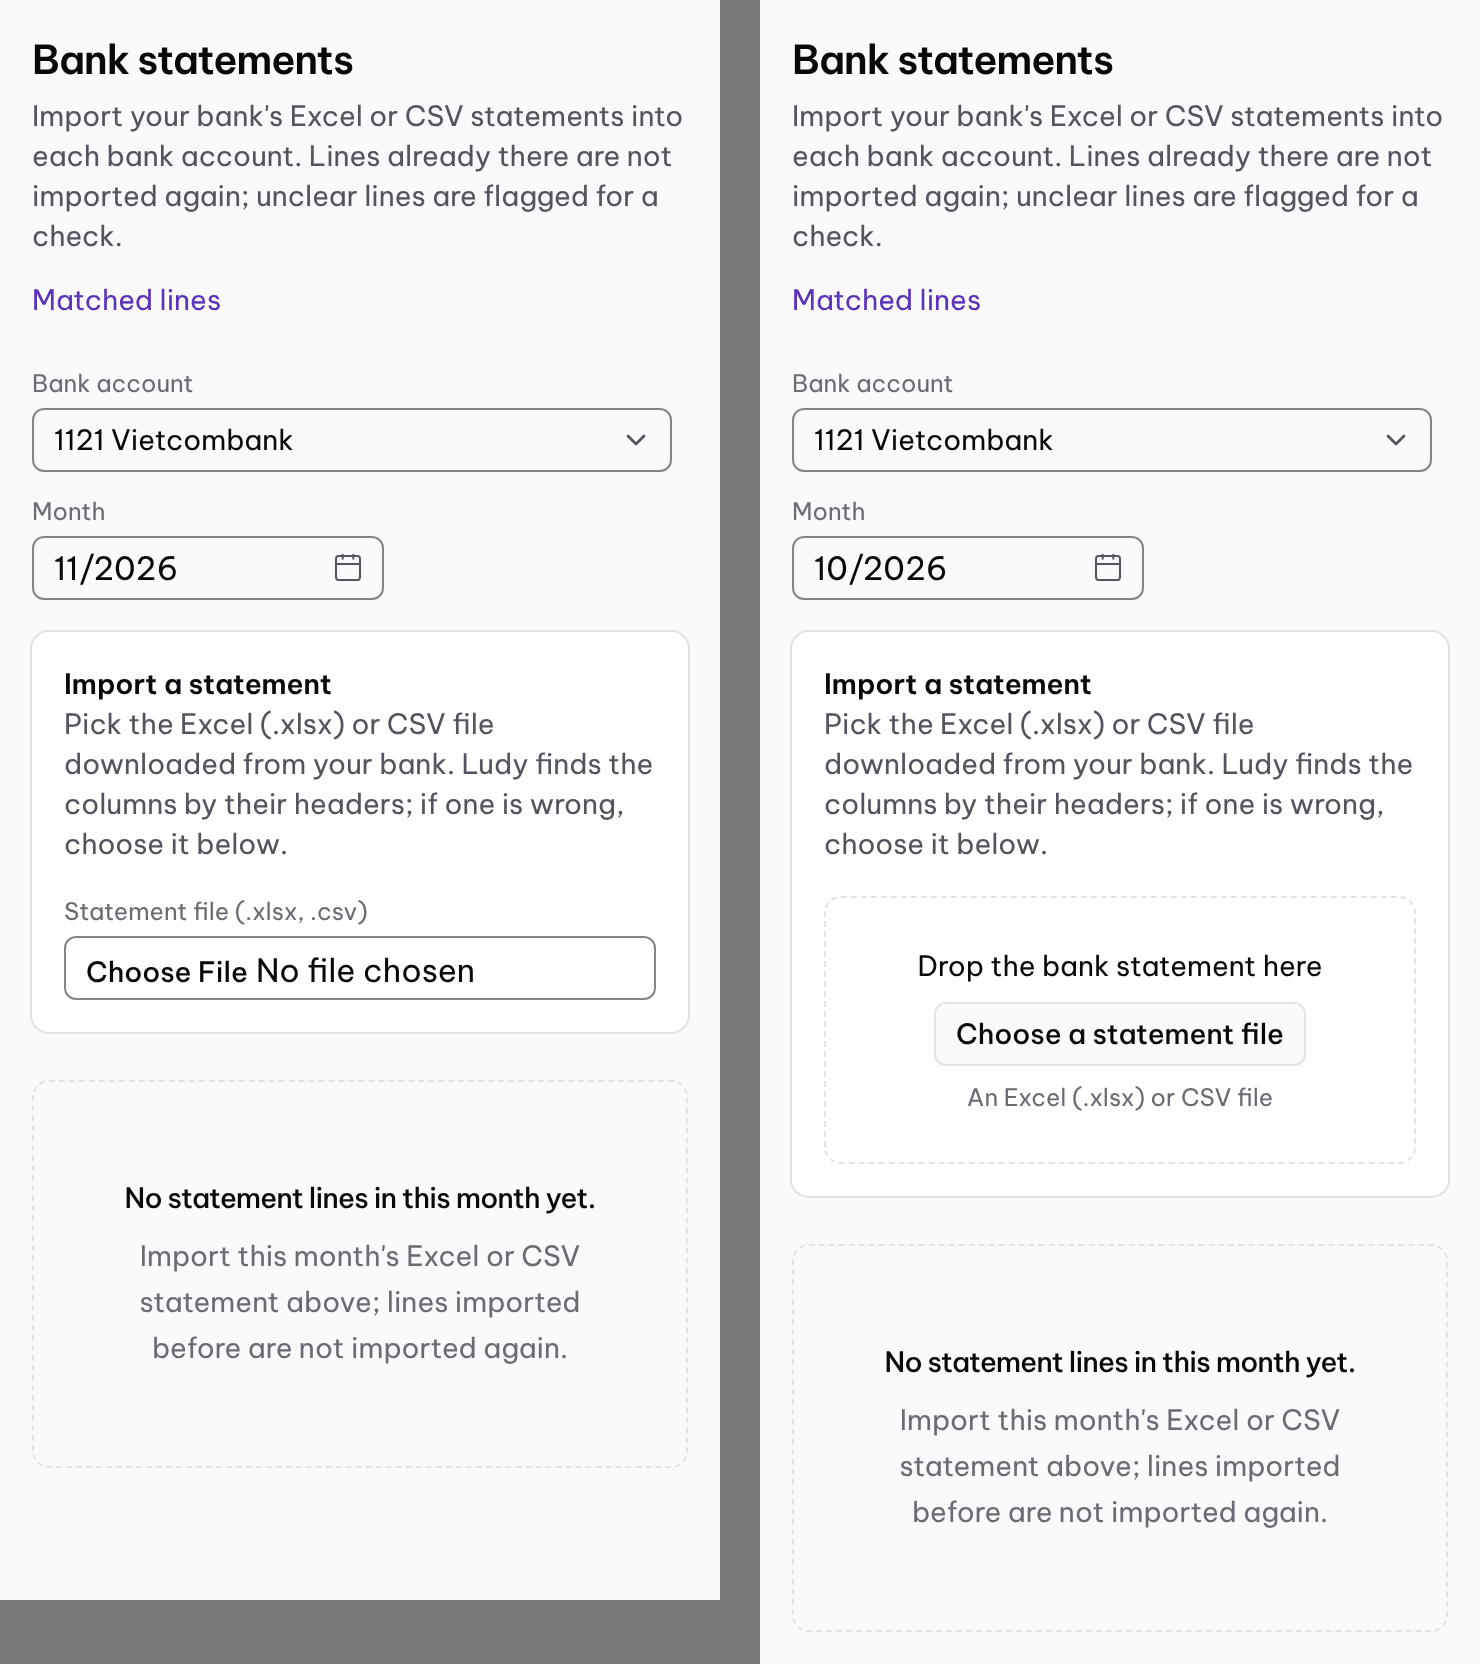 Bank statements
Import your bank's Excel or CSV statements into
each bank account. Lines already there are not
imported again; unclear lines are flagged for a
check.
Matched lines
Bank account
1121 Vietcombank
Month
11/2026
Import a statement
Pick the Excel (.xlsx) or CSV file
downloaded from your bank. Ludy finds the
columns by their headers; if one is wrong,
choose it below.
Statement file (.xlsx, .csv)
Choose File No file chosen
No statement lines in this month yet.
Import this month's Excel or CSV
statement above; lines imported
before are not imported again.
Bank statements
Import your bank's Excel or CSV statements into
each bank account. Lines already there are not
imported again; unclear lines are flagged for a
check.
Matched lines
Bank account
1121 Vietcombank
Month
10/2026
Import a statement
Pick the Excel (.xlsx) or CSV file
downloaded from your bank. Ludy finds the
columns by their headers; if one is wrong,
choose it below.
Drop the bank statement here
Choose a statement file
An Excel (.xlsx) or CSV file
No statement lines in this month yet.
Import this month's Excel or CSV
statement above; lines imported
before are not imported again.